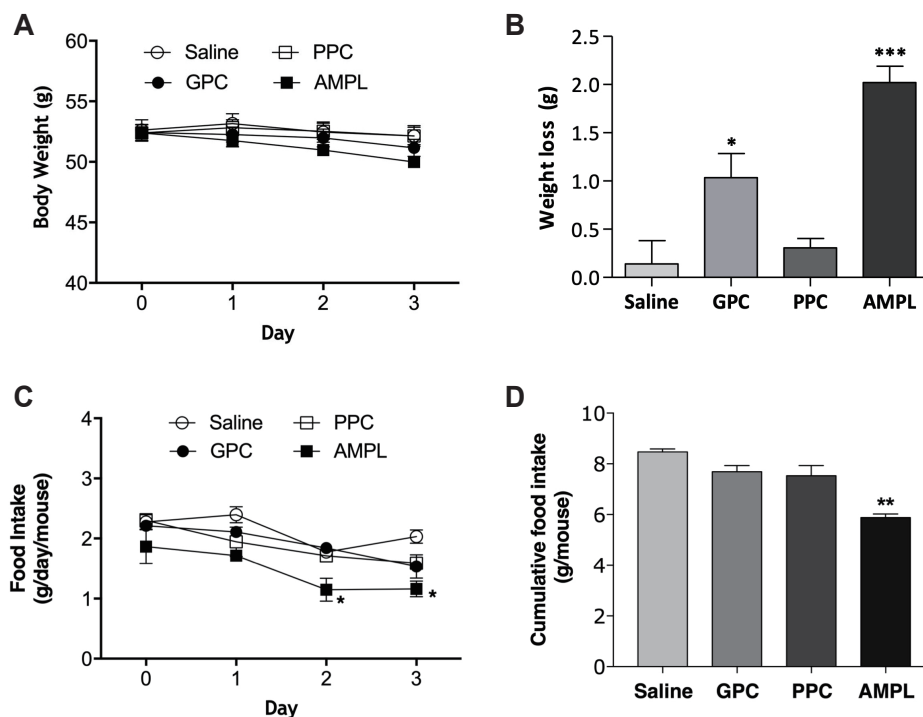 A
60
55
50
45
40
Body Weight (g)
Saline
PPC
GPC
AMPL
0 1 2 3
Day
B
2.5
2.0
1.5
1.0
0.5
0.0
Weight loss (g)
*
***
Saline GPC PPC AMPL
C
4
3
2
1
0
Food Intake
(g/day/mouse)
Saline
PPC
GPC
AMPL
*
*
0 1 2 3
Day
D
10
8
6
4
2
0
Cumulative food intake
(g/mouse)
**
Saline GPC PPC AMPL